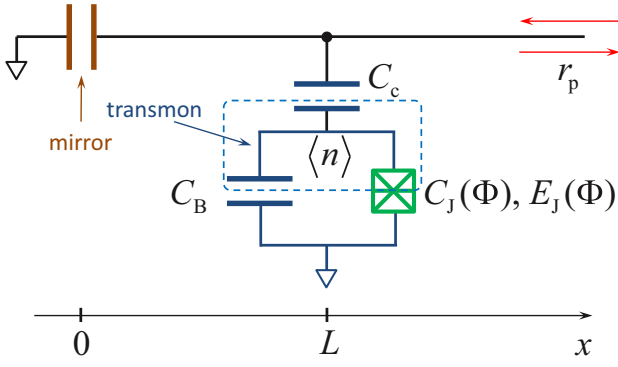 C_c
r_p
transmon
mirror
⟨n⟩
C_B
C_J(Φ), E_J(Φ)
0
L
x